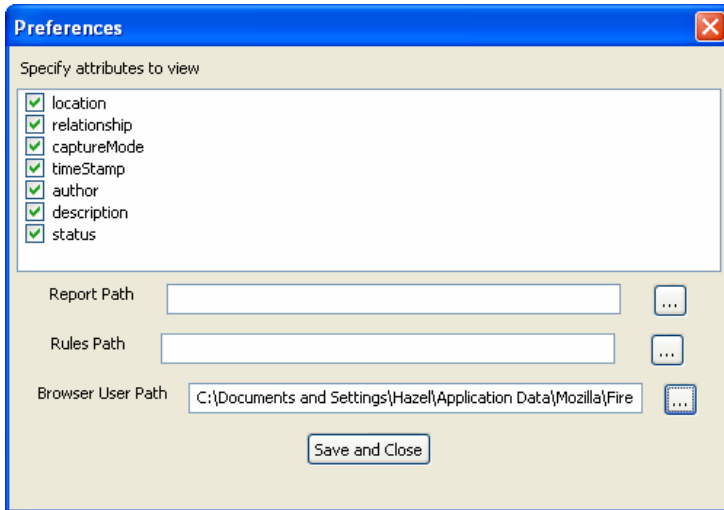 Preferences
Specify attributes to view
location
relationship
captureMode
timeStamp
author
description
status
Report Path
...
Rules Path
...
Browser User Path C:\Documents and Settings\Hazel\Application Data\Mozilla\Fire
...
Save and Close